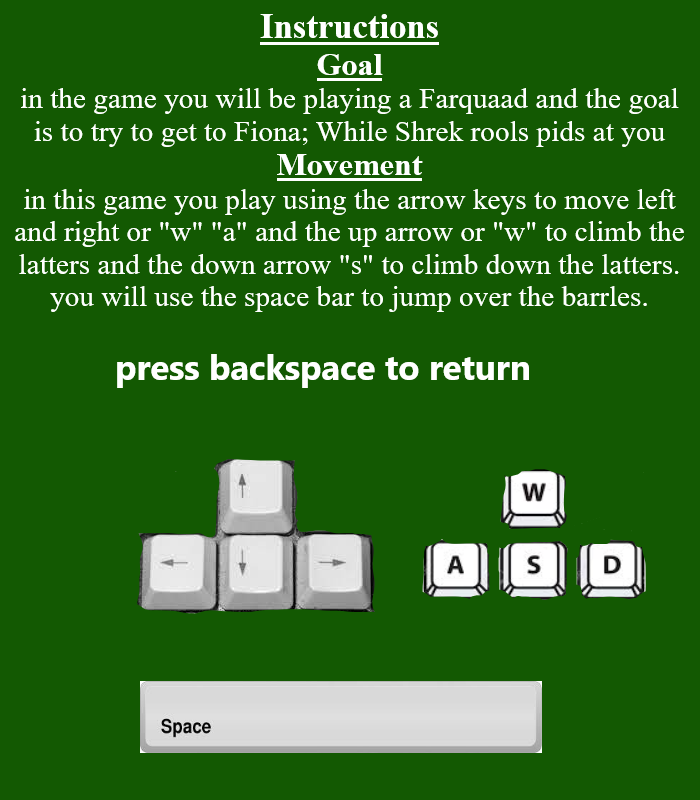 Instructions
Goal
in the game you will be playing a Farquaad and the goal
is to try to get to Fiona; While Shrek rools pids at you
Movement
in this game you play using the arrow keys to move left
and right or "w" "a" and the up arrow or "w" to climb the
latters and the down arrow "s" to climb down the latters.
you will use the space bar to jump over the barrles.
press backspace to return
↑
W
← ↓ →
A S D
Space